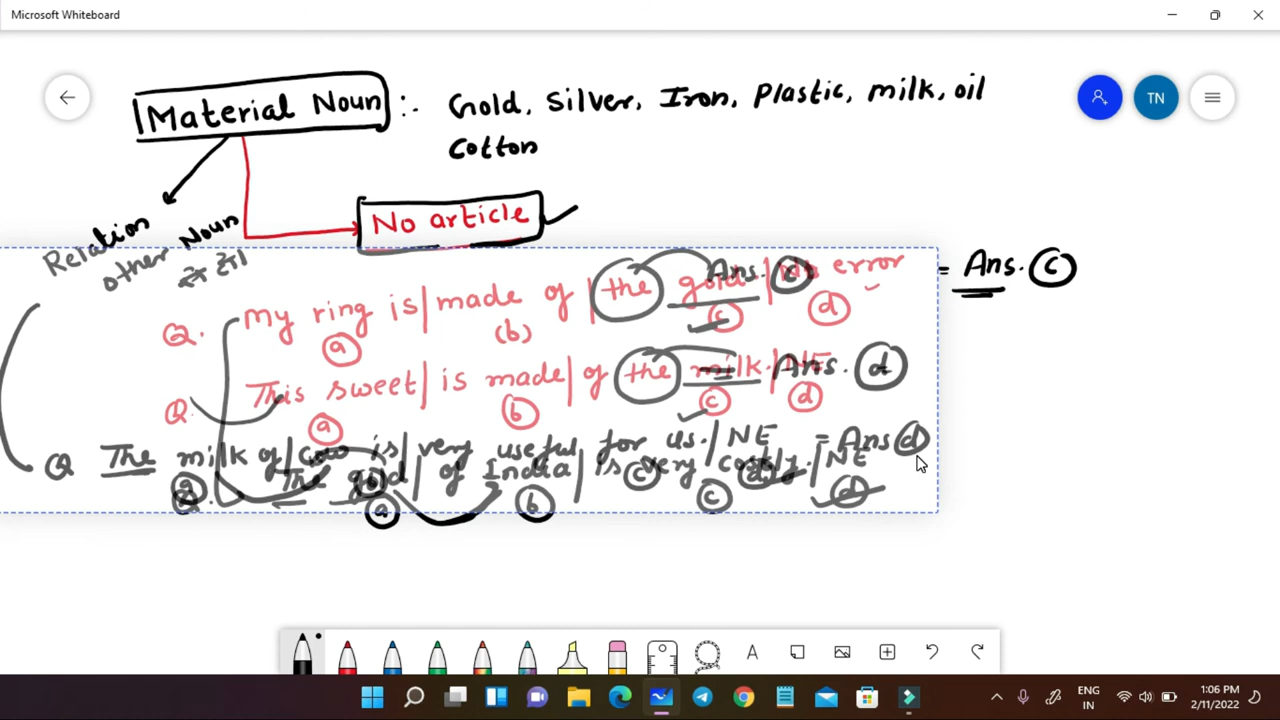 Microsoft Whiteboard
Material Noun :- Gold, Silver, Iron, Plastic, milk, oil
Cotton
TN
No article
Relation
other Noun
से हो
= Ans. (c)
Q. My ring is| made of |the gold| No error
(a) (b) (c) (d)
Ans. (c)
Q. This sweet| is made| of the milk.| NE
(a) (b) (c) (d)
Ans. (d)
Q The milk of| cow is| very useful for us.| NE = Ans (d)
(a) (c) (d)
Q. The gold| of India| is very costly.| NE
(a) (b) (c) (d)
A
ENG
IN
1:06 PM
2/11/2022